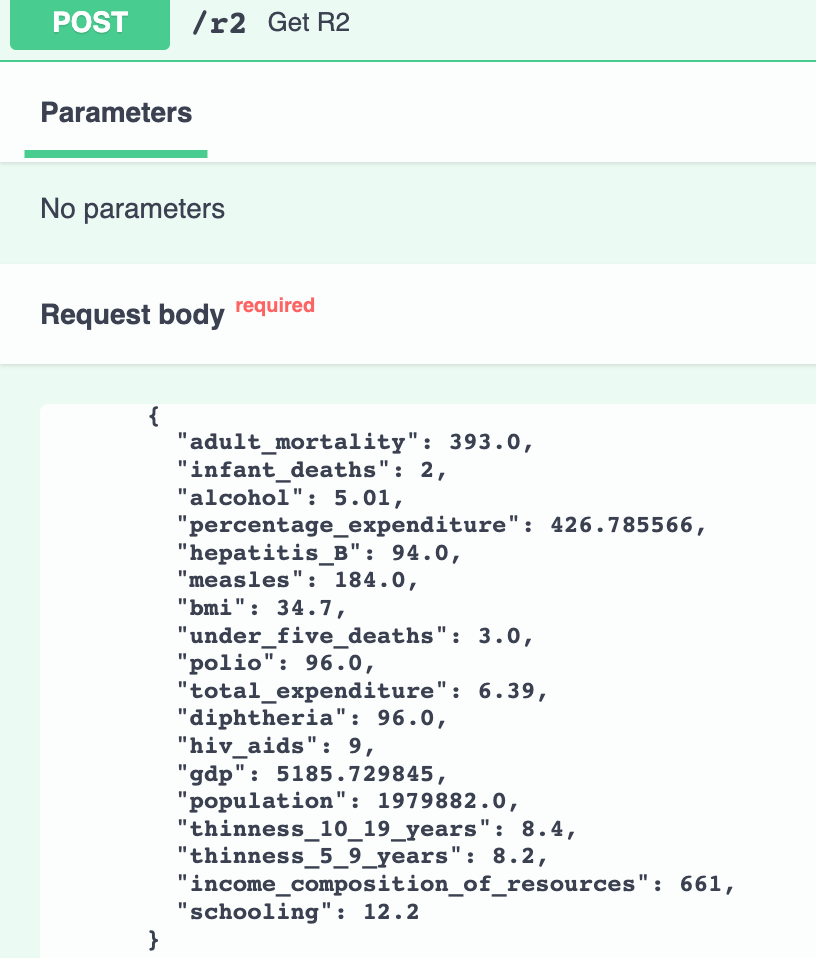 POST /r2 Get R2
Parameters
No parameters
Request body required
{
"adult_mortality": 393.0,
"infant_deaths": 2,
"alcohol": 5.01,
"percentage_expenditure": 426.785566,
"hepatitis_B": 94.0,
"measles": 184.0,
"bmi": 34.7,
"under_five_deaths": 3.0,
"polio": 96.0,
"total_expenditure": 6.39,
"diphtheria": 96.0,
"hiv_aids": 9,
"gdp": 5185.729845,
"population": 1979882.0,
"thinness_10_19_years": 8.4,
"thinness_5_9_years": 8.2,
"income_composition_of_resources": 661,
"schooling": 12.2
}